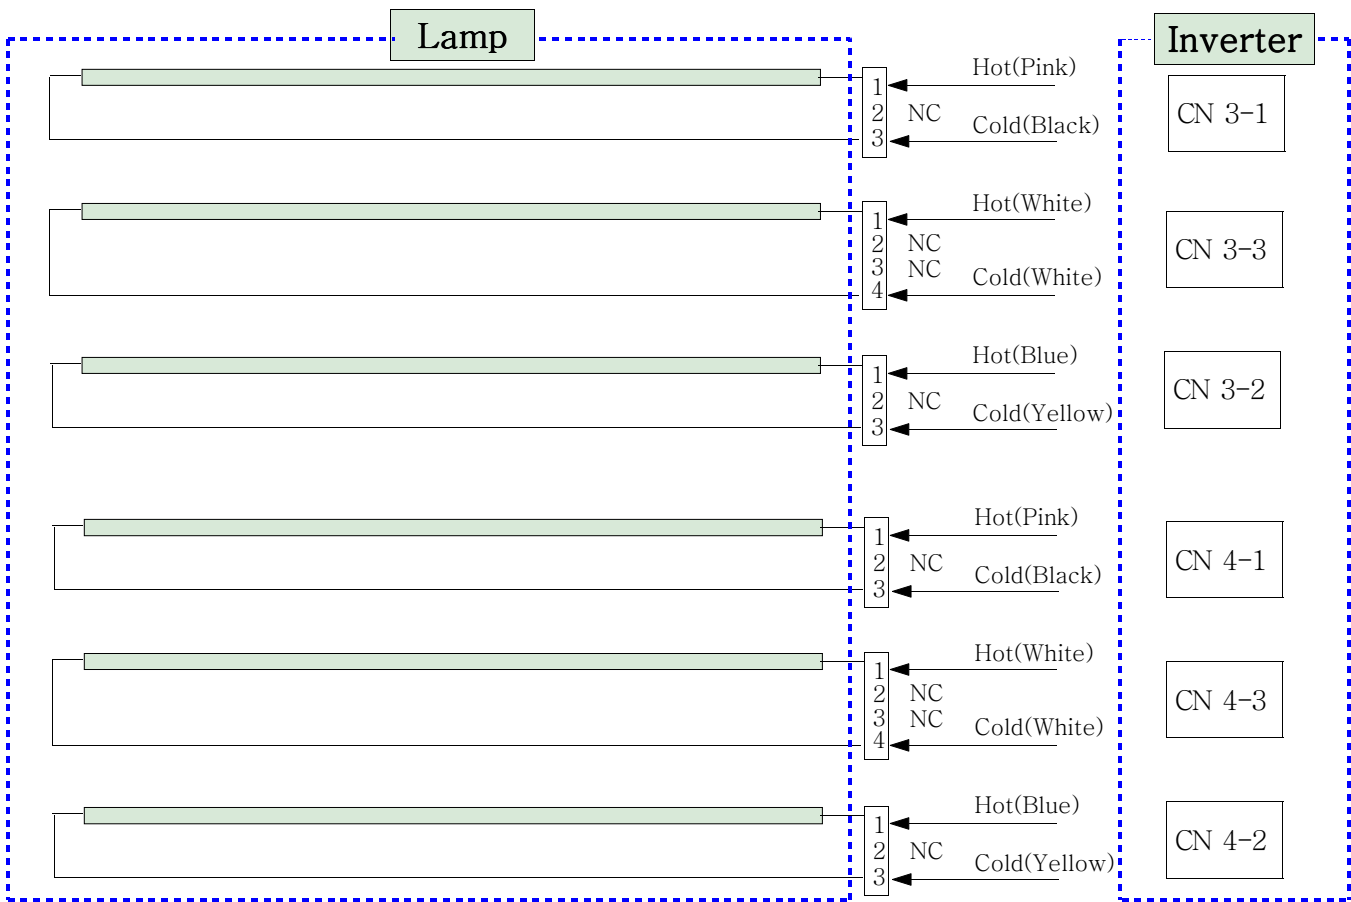 Lamp
Inverter
1 Hot(Pink)
2 NC
3 Cold(Black)
CN 3-1
1 Hot(White)
2 NC
3 NC
4 Cold(White)
CN 3-3
1 Hot(Blue)
2 NC
3 Cold(Yellow)
CN 3-2
1 Hot(Pink)
2 NC
3 Cold(Black)
CN 4-1
1 Hot(White)
2 NC
3 NC
4 Cold(White)
CN 4-3
1 Hot(Blue)
2 NC
3 Cold(Yellow)
CN 4-2